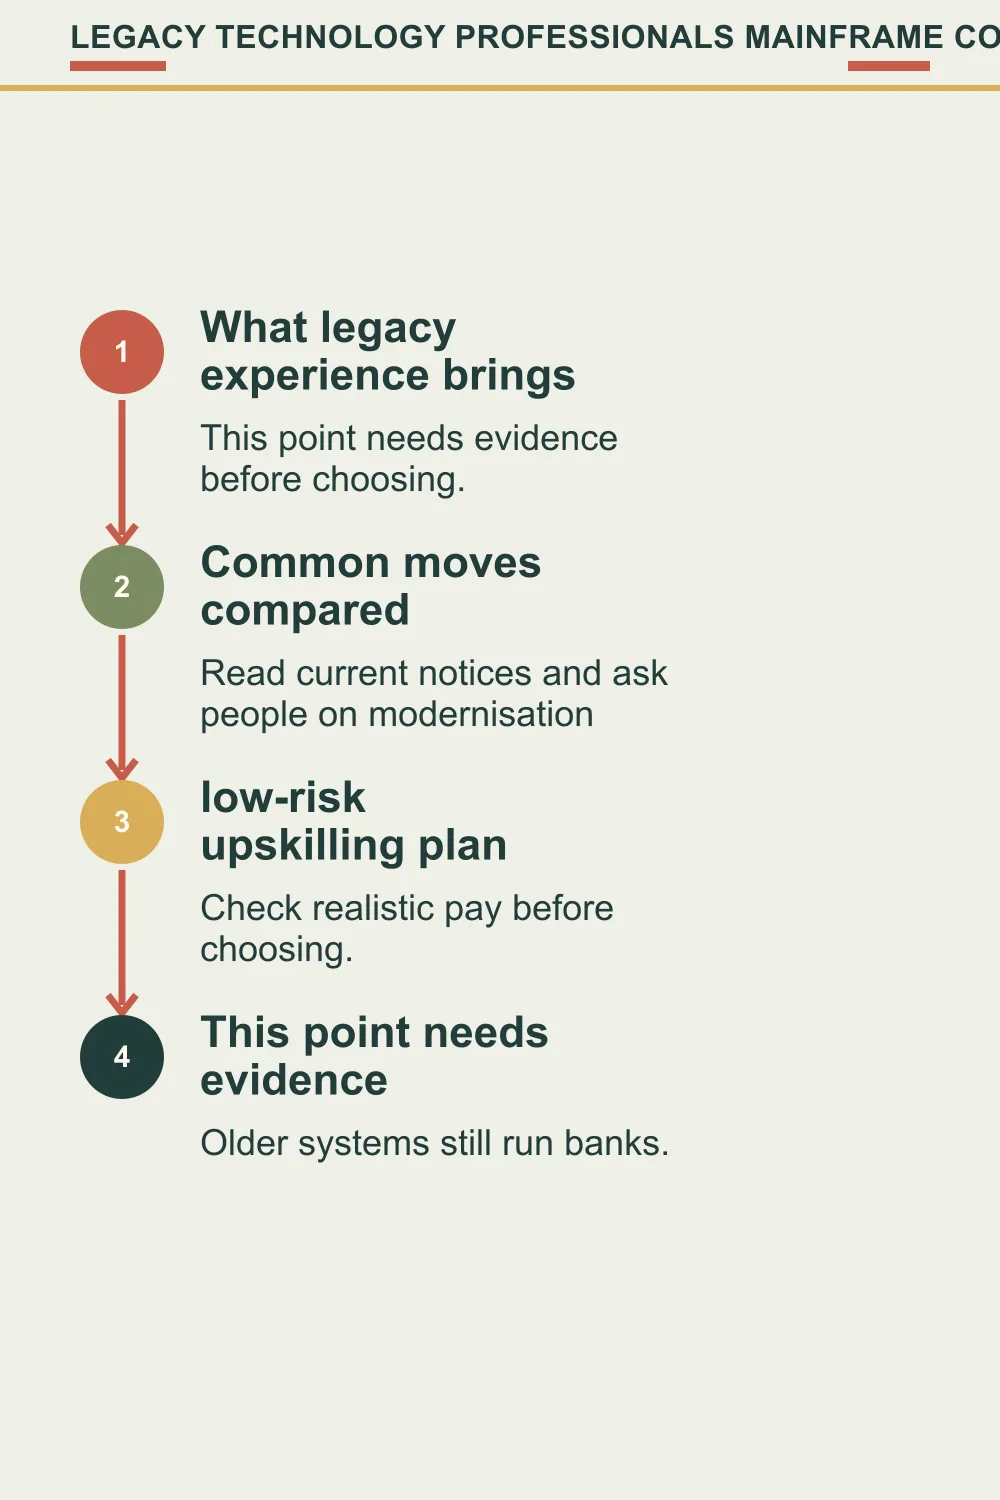 LEGACY TECHNOLOGY PROFESSIONALS MAINFRAME CO
1
What legacy
experience brings
This point needs evidence
before choosing.
2
Common moves
compared
Read current notices and ask
people on modernisation
3
low-risk
upskilling plan
Check realistic pay before
choosing.
4
This point needs
evidence
Older systems still run banks.